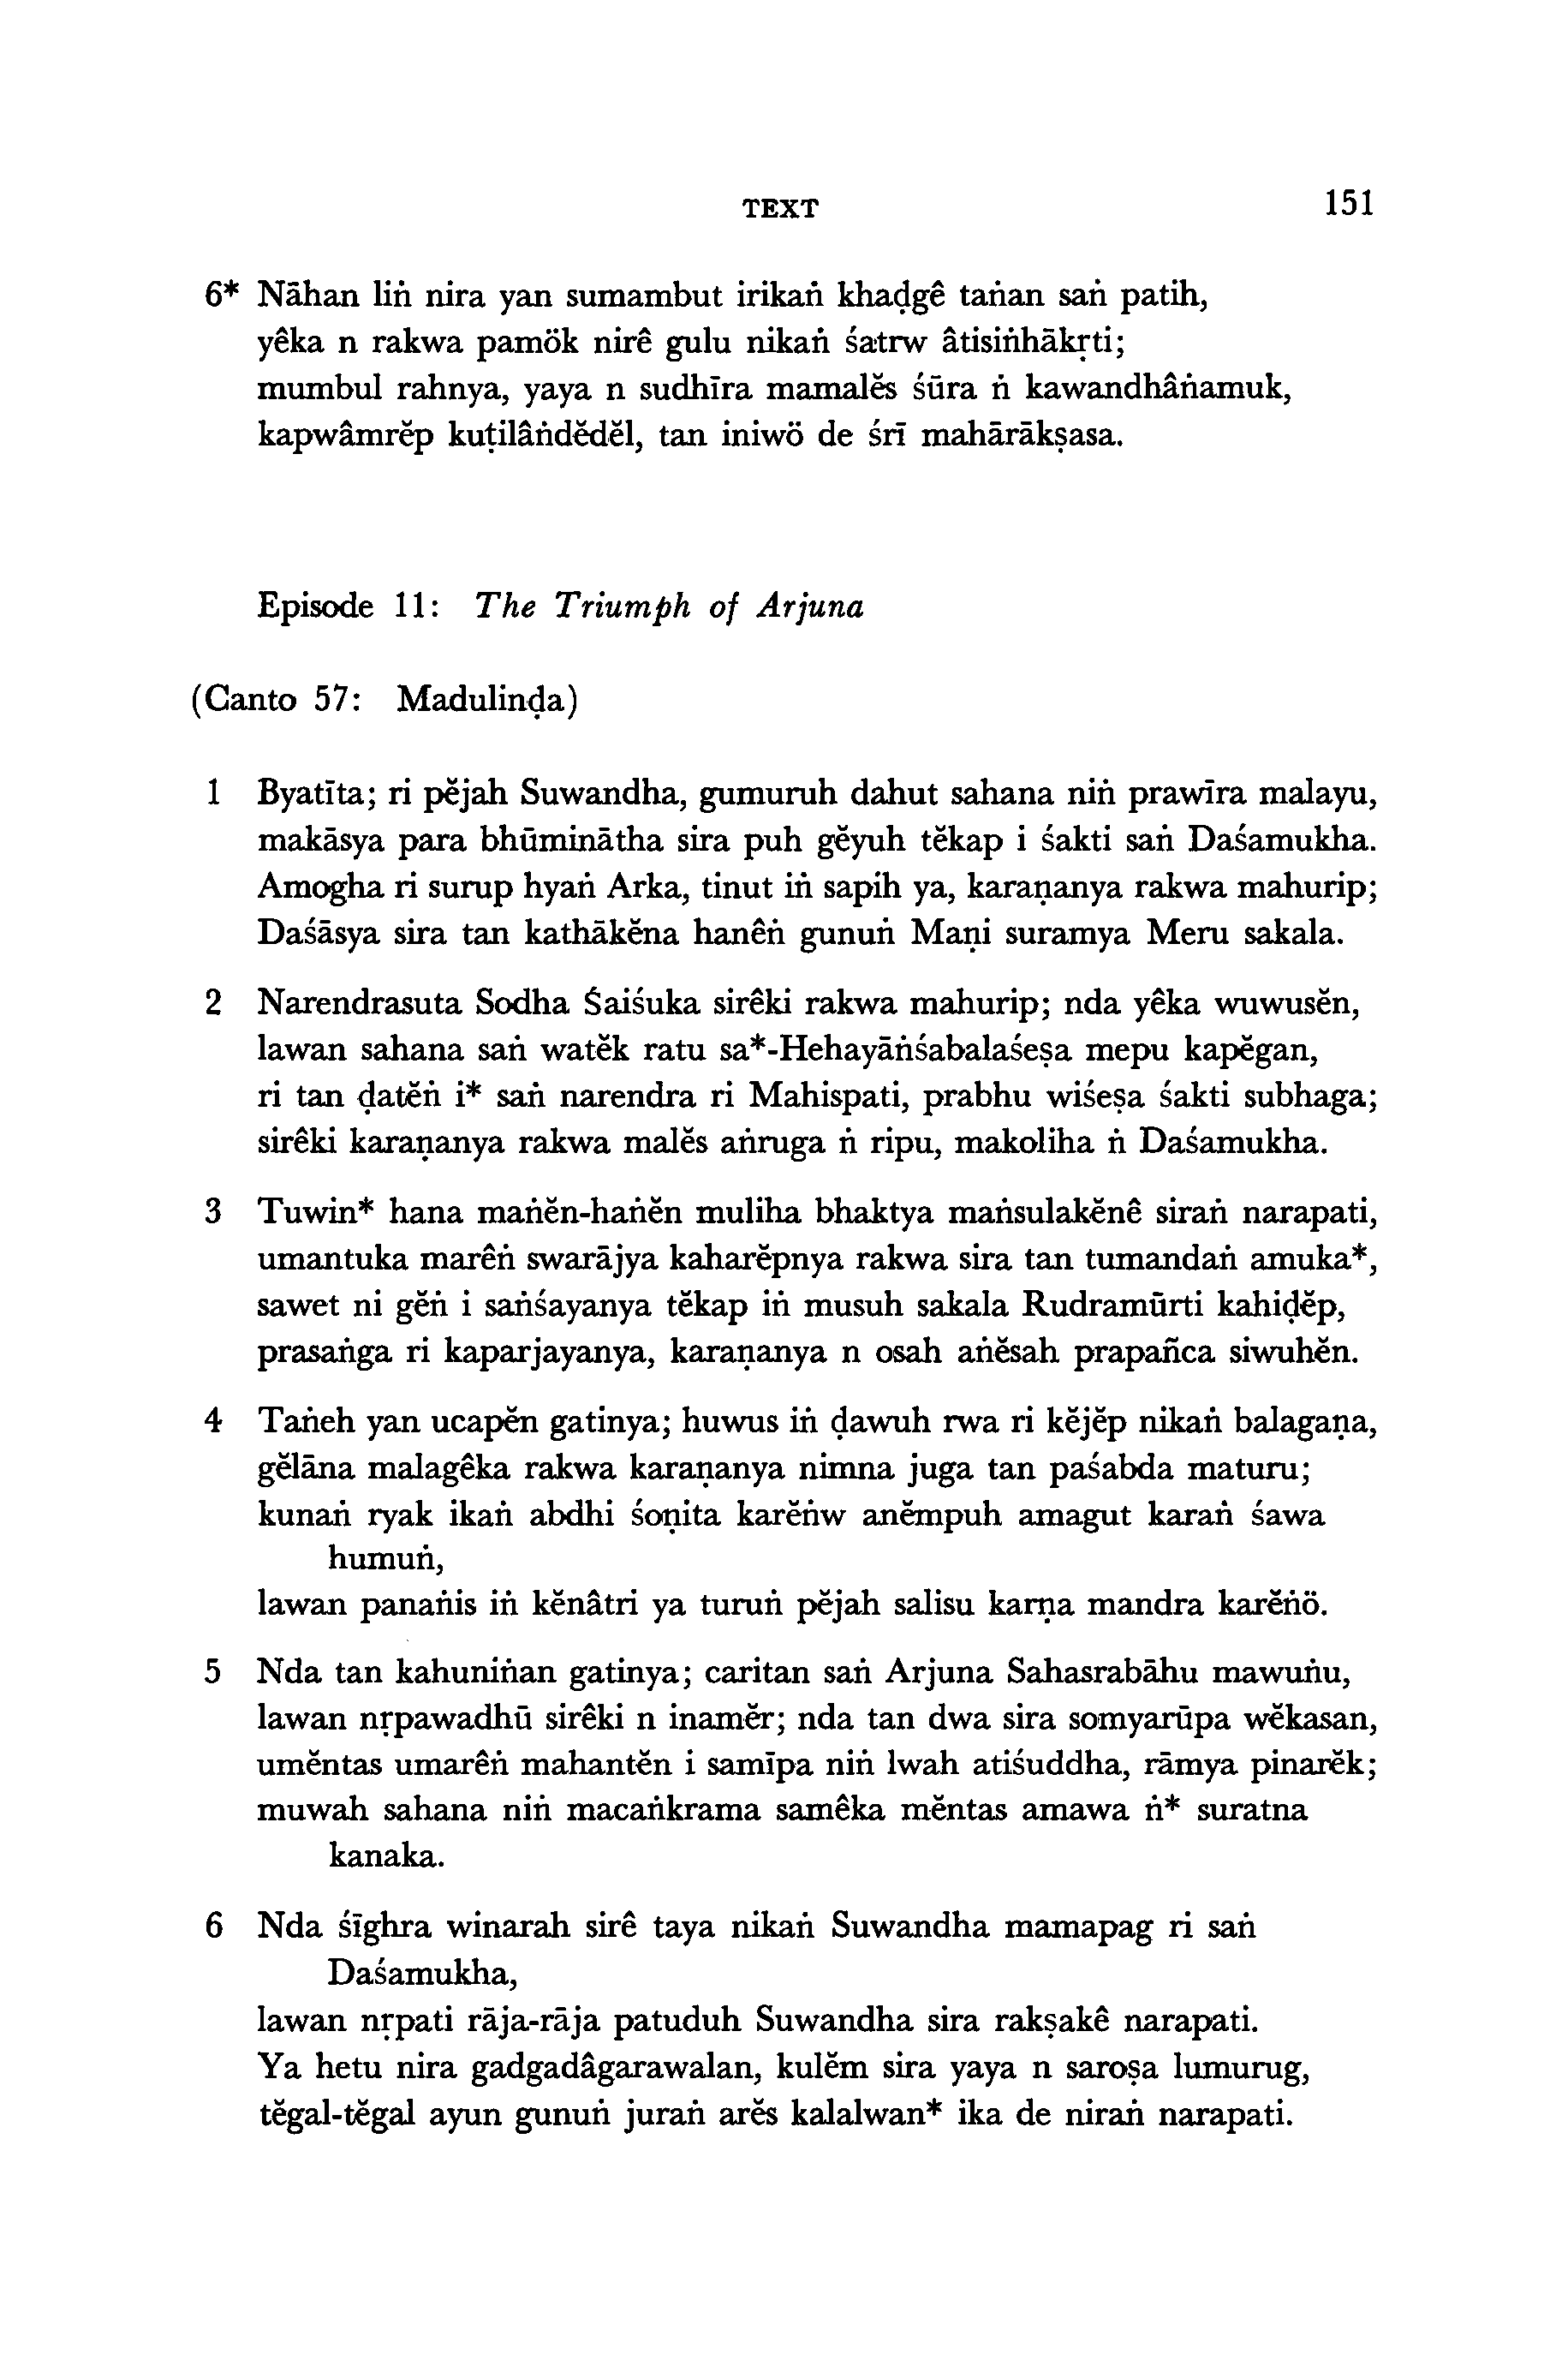 TEXT 151
6* Nāhan liṅ nira yan sumambut irikaṅ khaḍgê taṅan saṅ patih,
yêka n rakwa pamök nirê gulu nikaṅ śatrw âtisiṅhākṛti;
mumbul rahnya, yaya n sudhīra mamalĕs śūra ṅ kawandhâṅamuk,
kapwâmrĕp kuṭilâṅdĕdĕl, tan iniwö de śrī mahārākṣasa.
Episode 11: The Triumph of Arjuna
(Canto 57: Madulinḍa)
1 Byatīta; ri pĕjah Suwandha, gumuruh dahut sahana niṅ prawīra malayu,
makāsya para bhūminātha sira puh gĕyuh tĕkap i śakti saṅ Daśamukha.
Amogha ri surup hyaṅ Arka, tinut iṅ sapih ya, karaṇanya rakwa mahurip;
Daśāsya sira tan kathākĕna hanêṅ gunuṅ Maṇi suramya Meru sakala.
2 Narendrasuta Sodha Śaiśuka sirêki rakwa mahurip; nda yêka wuwusĕn,
lawan sahana saṅ watĕk ratu sa*-Hehayāṅśabalaśeṣa mepu kapĕgan,
ri tan ḍatĕṅ i* saṅ narendra ri Mahispati, prabhu wiśeṣa śakti subhaga;
sirêki karaṇanya rakwa malĕs aṅruga ṅ ripu, makoliha ṅ Daśamukha.
3 Tuwin* hana maṅĕn-haṅĕn muliha bhaktya maṅsulakĕnê siraṅ narapati,
umantuka marêṅ swarājya kaharĕpnya rakwa sira tan tumandaṅ amuka*,
sawet ni gĕṅ i saṅśayanya tĕkap iṅ musuh sakala Rudramūrti kahiḍĕp,
prasaṅga ri kaparjayanya, karaṇanya n osah aṅĕsah prapañca siwuhĕn.
4 Taṅeh yan ucapĕn gatinya; huwus iṅ ḍawuh rwa ri kĕjĕp nikaṅ balagaṇa,
gĕlāna malagêka rakwa karaṇanya nimna juga tan paśabda maturu;
kunaṅ ryak ikaṅ abdhi śoṇita karĕṅw anĕmpuh amagut karaṅ śawa
humuṅ,
lawan panaṅis iṅ kĕnâtri ya turuṅ pĕjah salisu karṇa mandra karĕṅö.
5 Nda tan kahuniṅan gatinya; caritan saṅ Arjuna Sahasrabāhu mawuṅu,
lawan nṛpawadhū sirêki n inamĕr; nda tan dwa sira somyarūpa wĕkasan,
umĕntas umarêṅ mahantĕn i samīpa niṅ lwah atiśuddha, rāmya pinarĕk;
muwah sahana niṅ macaṅkrama samêka mĕntas amawa ṅ* suratna
kanaka.
6 Nda śīghra winarah sirê taya nikaṅ Suwandha mamapag ri saṅ
Daśamukha,
lawan nṛpati rāja-rāja patuduh Suwandha sira rakṣakê narapati.
Ya hetu nira gadgadâgarawalan, kulĕm sira yaya n saroṣa lumurug,
tĕgal-tĕgal ayun gunuṅ juraṅ arĕs kalalwan* ika de niraṅ narapati.